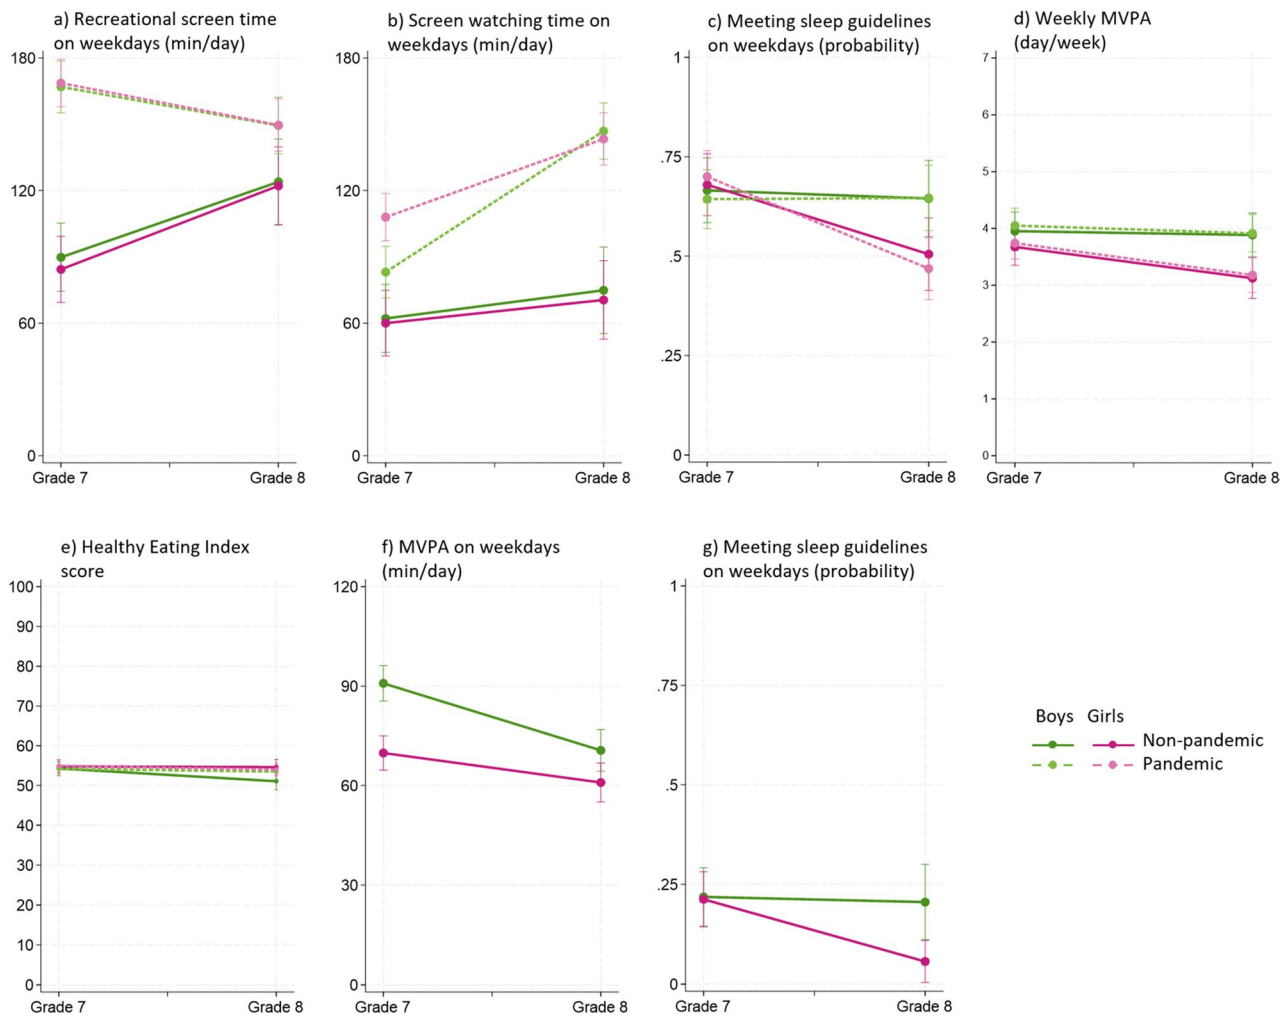 a) Recreational screen time
on weekdays (min/day)
180
120
60
0
Grade 7 Grade 8
b) Screen watching time on
weekdays (min/day)
180
120
60
0
Grade 7 Grade 8
c) Meeting sleep guidelines
on weekdays (probability)
1
.75
.5
.25
0
Grade 7 Grade 8
d) Weekly MVPA
(day/week)
7
6
5
4
3
2
1
0
Grade 7 Grade 8
e) Healthy Eating Index
score
100
90
80
70
60
50
40
30
20
10
0
Grade 7 Grade 8
f) MVPA on weekdays
(min/day)
120
90
60
30
0
Grade 7 Grade 8
g) Meeting sleep guidelines
on weekdays (probability)
1
.75
.5
.25
0
Grade 7 Grade 8
Boys Girls
Non-pandemic
Pandemic